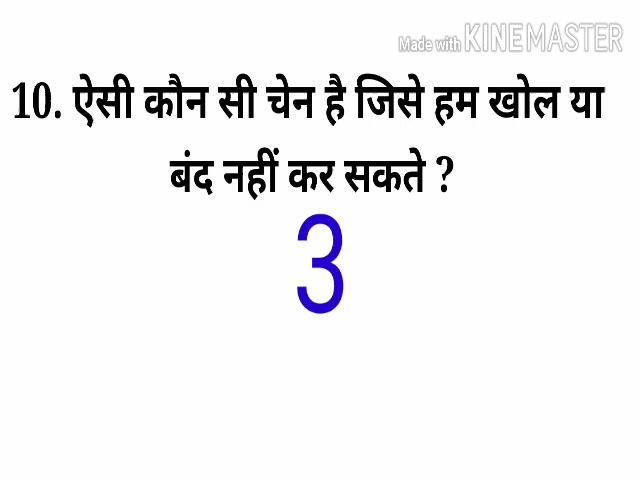 Made with KINEMASTER
10. ऐसी कौन सी चेन है जिसे हम खोल या
बंद नहीं कर सकते ?
3